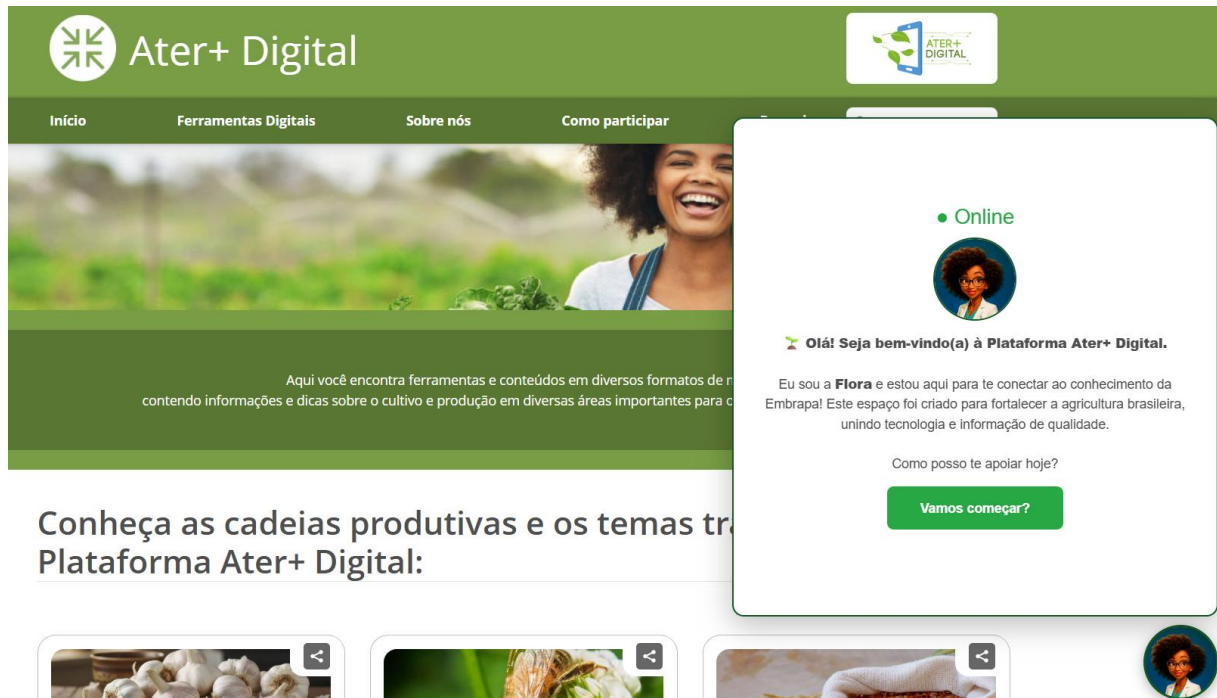 Ater+ Digital
ATER+
DIGITAL
Início
Ferramentas Digitais
Sobre nós
Como participar
Online
Olá! Seja bem-vindo(a) à Plataforma Ater+ Digital.
Eu sou a Flora e estou aqui para te conectar ao conhecimento da
Embrapa! Este espaço foi criado para fortalecer a agricultura brasileira,
unindo tecnologia e informação de qualidade.
Como posso te apoiar hoje?
Vamos começar?
Aqui você encontra ferramentas e conteúdos em diversos formatos de
contendo informações e dicas sobre o cultivo e produção em diversas áreas importantes para
Conheça as cadeias produtivas e os temas
Plataforma Ater+ Digital: